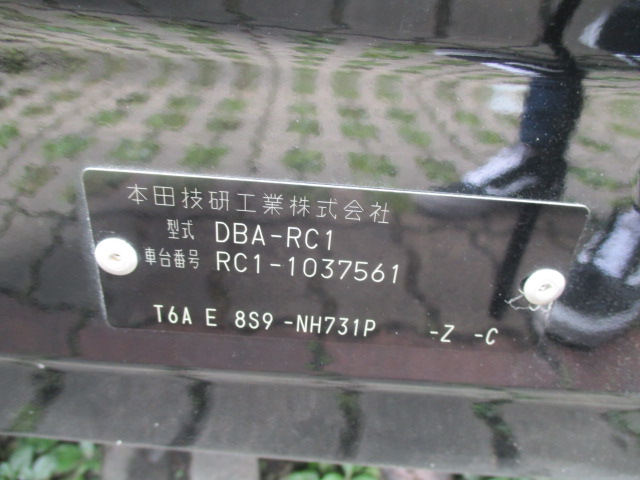 本田技研工業株式会社
型式 DBA-RC1
車台番号 RC1-1037561
T6A E 8S9 -NH731P -Z -C